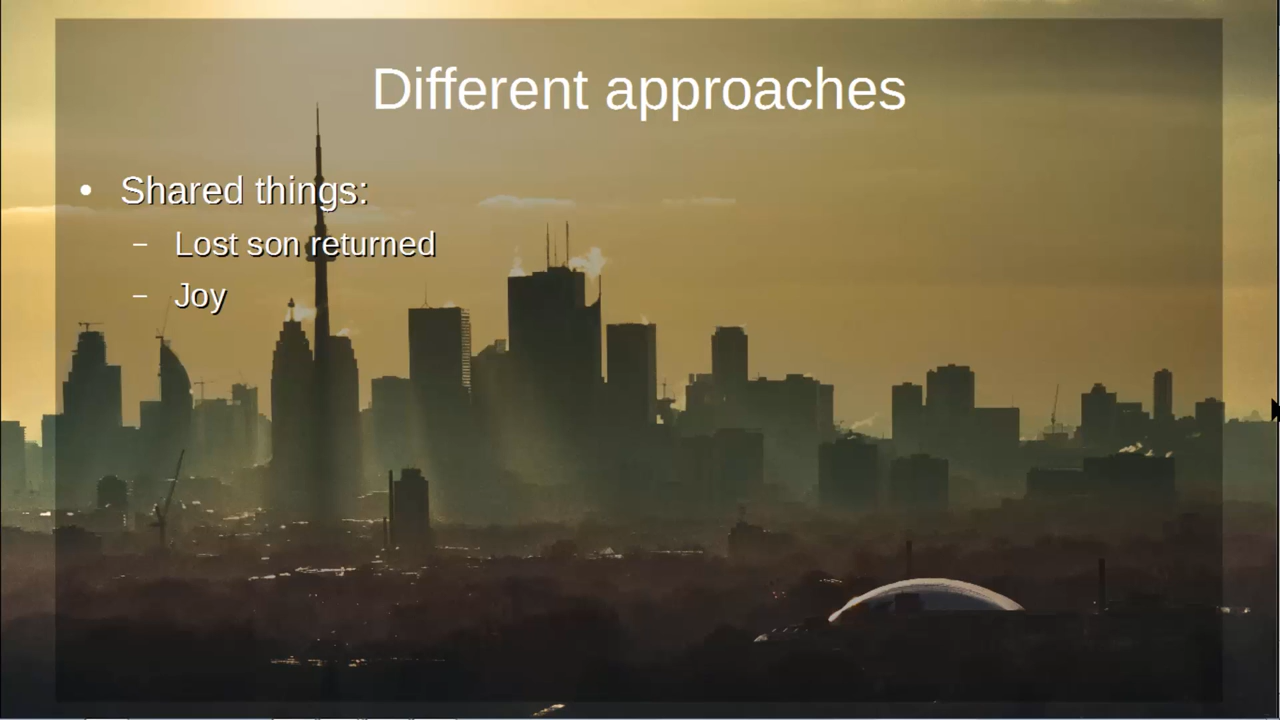 Different approaches
• Shared things:
– Lost son returned
– Joy